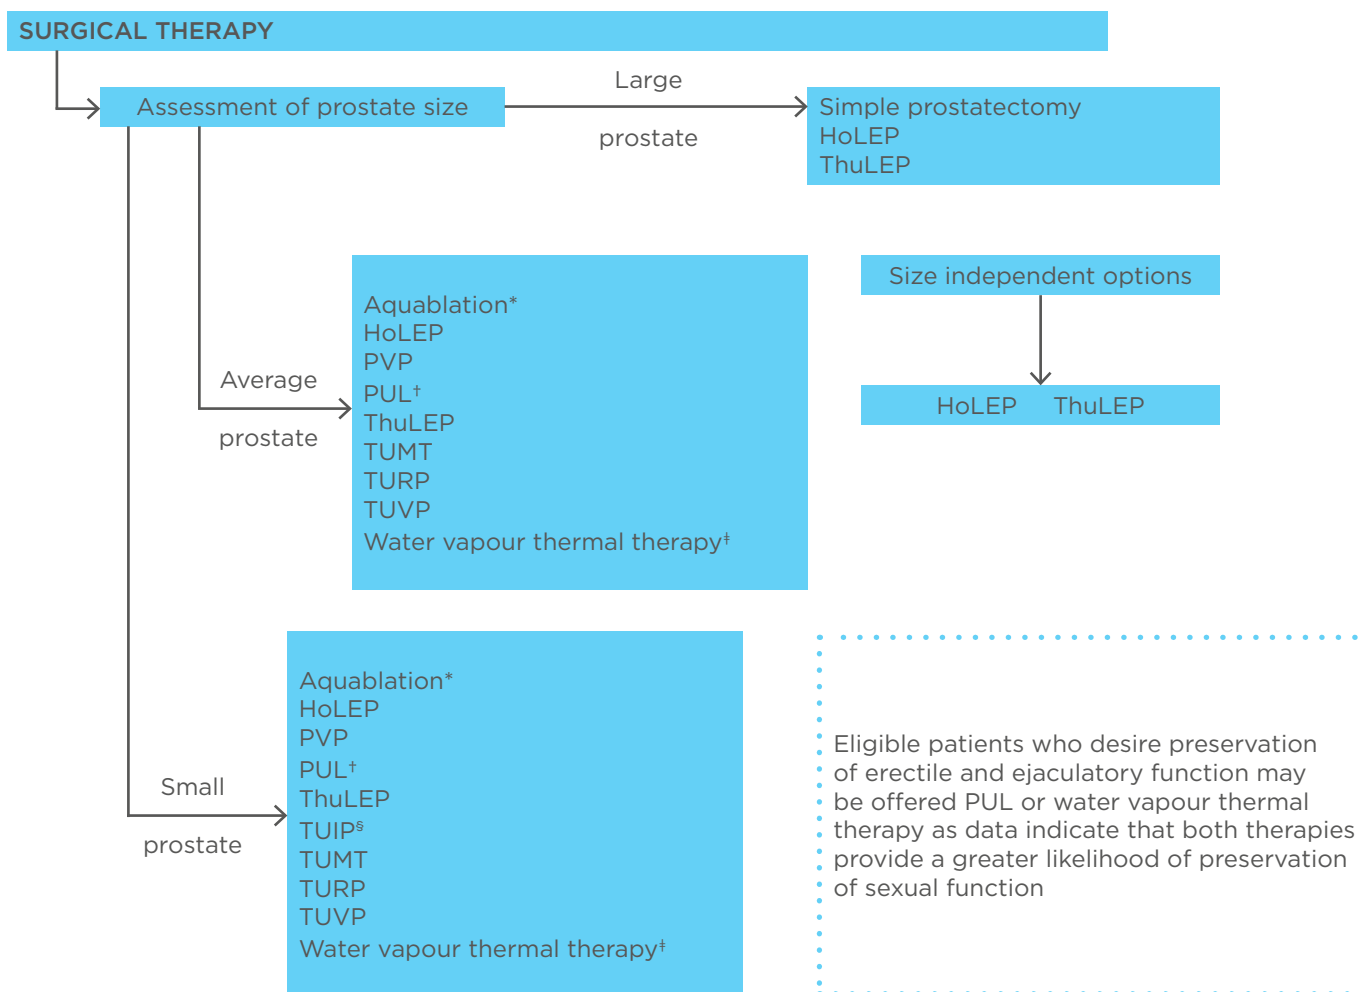 SURGICAL THERAPY
Assessment of prostate size
Large
prostate
Simple prostatectomy
HoLEP
ThuLEP
Average
prostate
Aquablation*
HoLEP
PVP
PUL†
ThuLEP
TUMT
TURP
TUVP
Water vapour thermal therapy‡
Size independent options
HoLEP ThuLEP
Small
prostate
Aquablation*
HoLEP
PVP
PUL†
ThuLEP
TUIP§
TUMT
TURP
TUVP
Water vapour thermal therapy‡
Eligible patients who desire preservation
of erectile and ejaculatory function may
be offered PUL or water vapour thermal
therapy as data indicate that both therapies
provide a greater likelihood of preservation
of sexual function